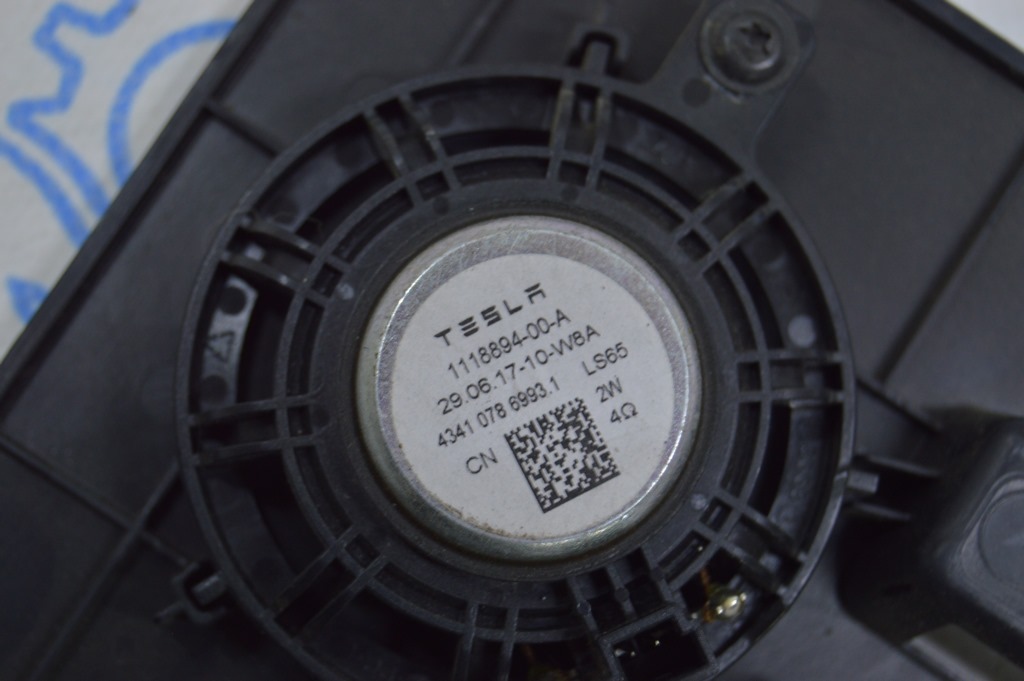 TESLA
1118894-00-A
29.06.17-10-W8A
4341 078 6993.1 LS65
CN 2W
4Ω